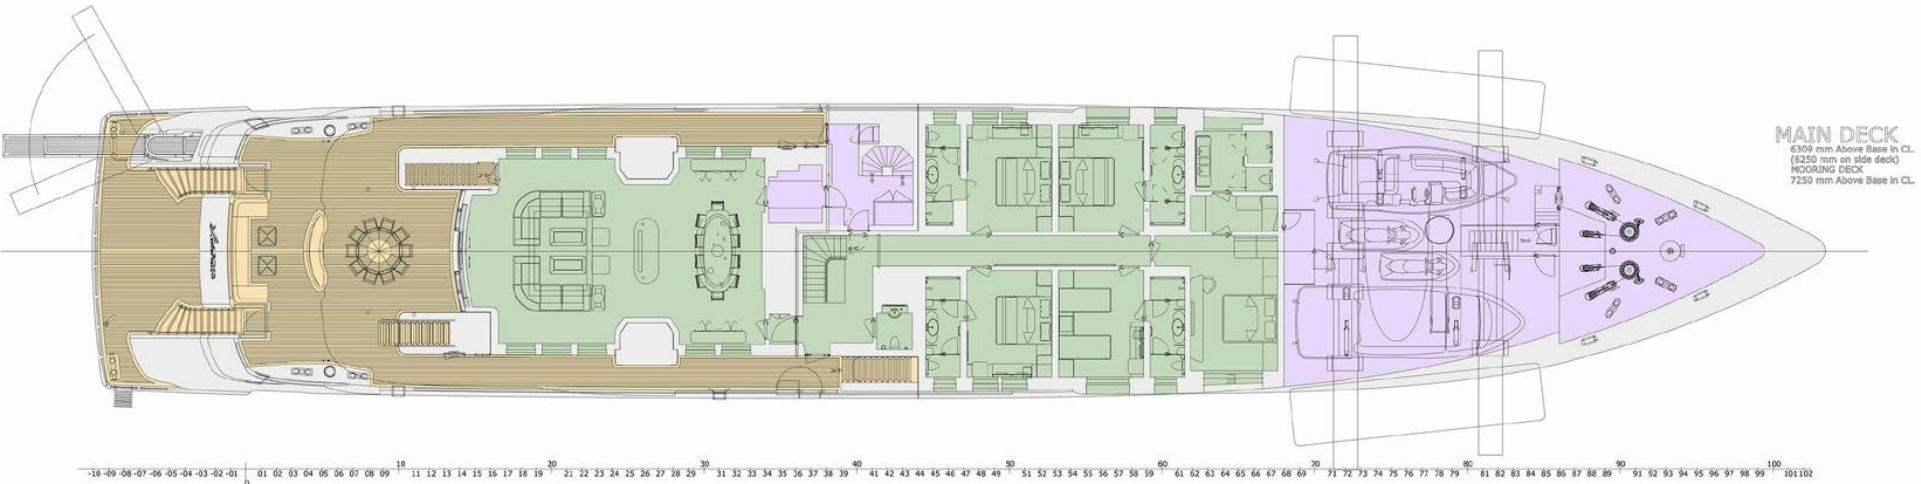 MAIN DECK
6309 mm Above Base in CL.
(6250 mm on side deck)
MOORING DECK
7250 mm Above Base in CL.
10 20 30 40 50 60 70 80 90 100
-10 -09 -08 -07 -06 -05 -04 -03 -02 -01 01 02 03 04 05 06 07 08 09 11 12 13 14 15 16 17 18 19 21 22 23 24 25 26 27 28 29 31 32 33 34 35 36 37 38 39 41 42 43 44 45 46 47 48 49 51 52 53 54 55 56 57 58 59 61 62 63 64 65 66 67 68 69 71 72 73 74 75 76 77 78 79 81 82 83 84 85 86 87 88 89 91 92 93 94 95 96 97 98 99 101 102
0